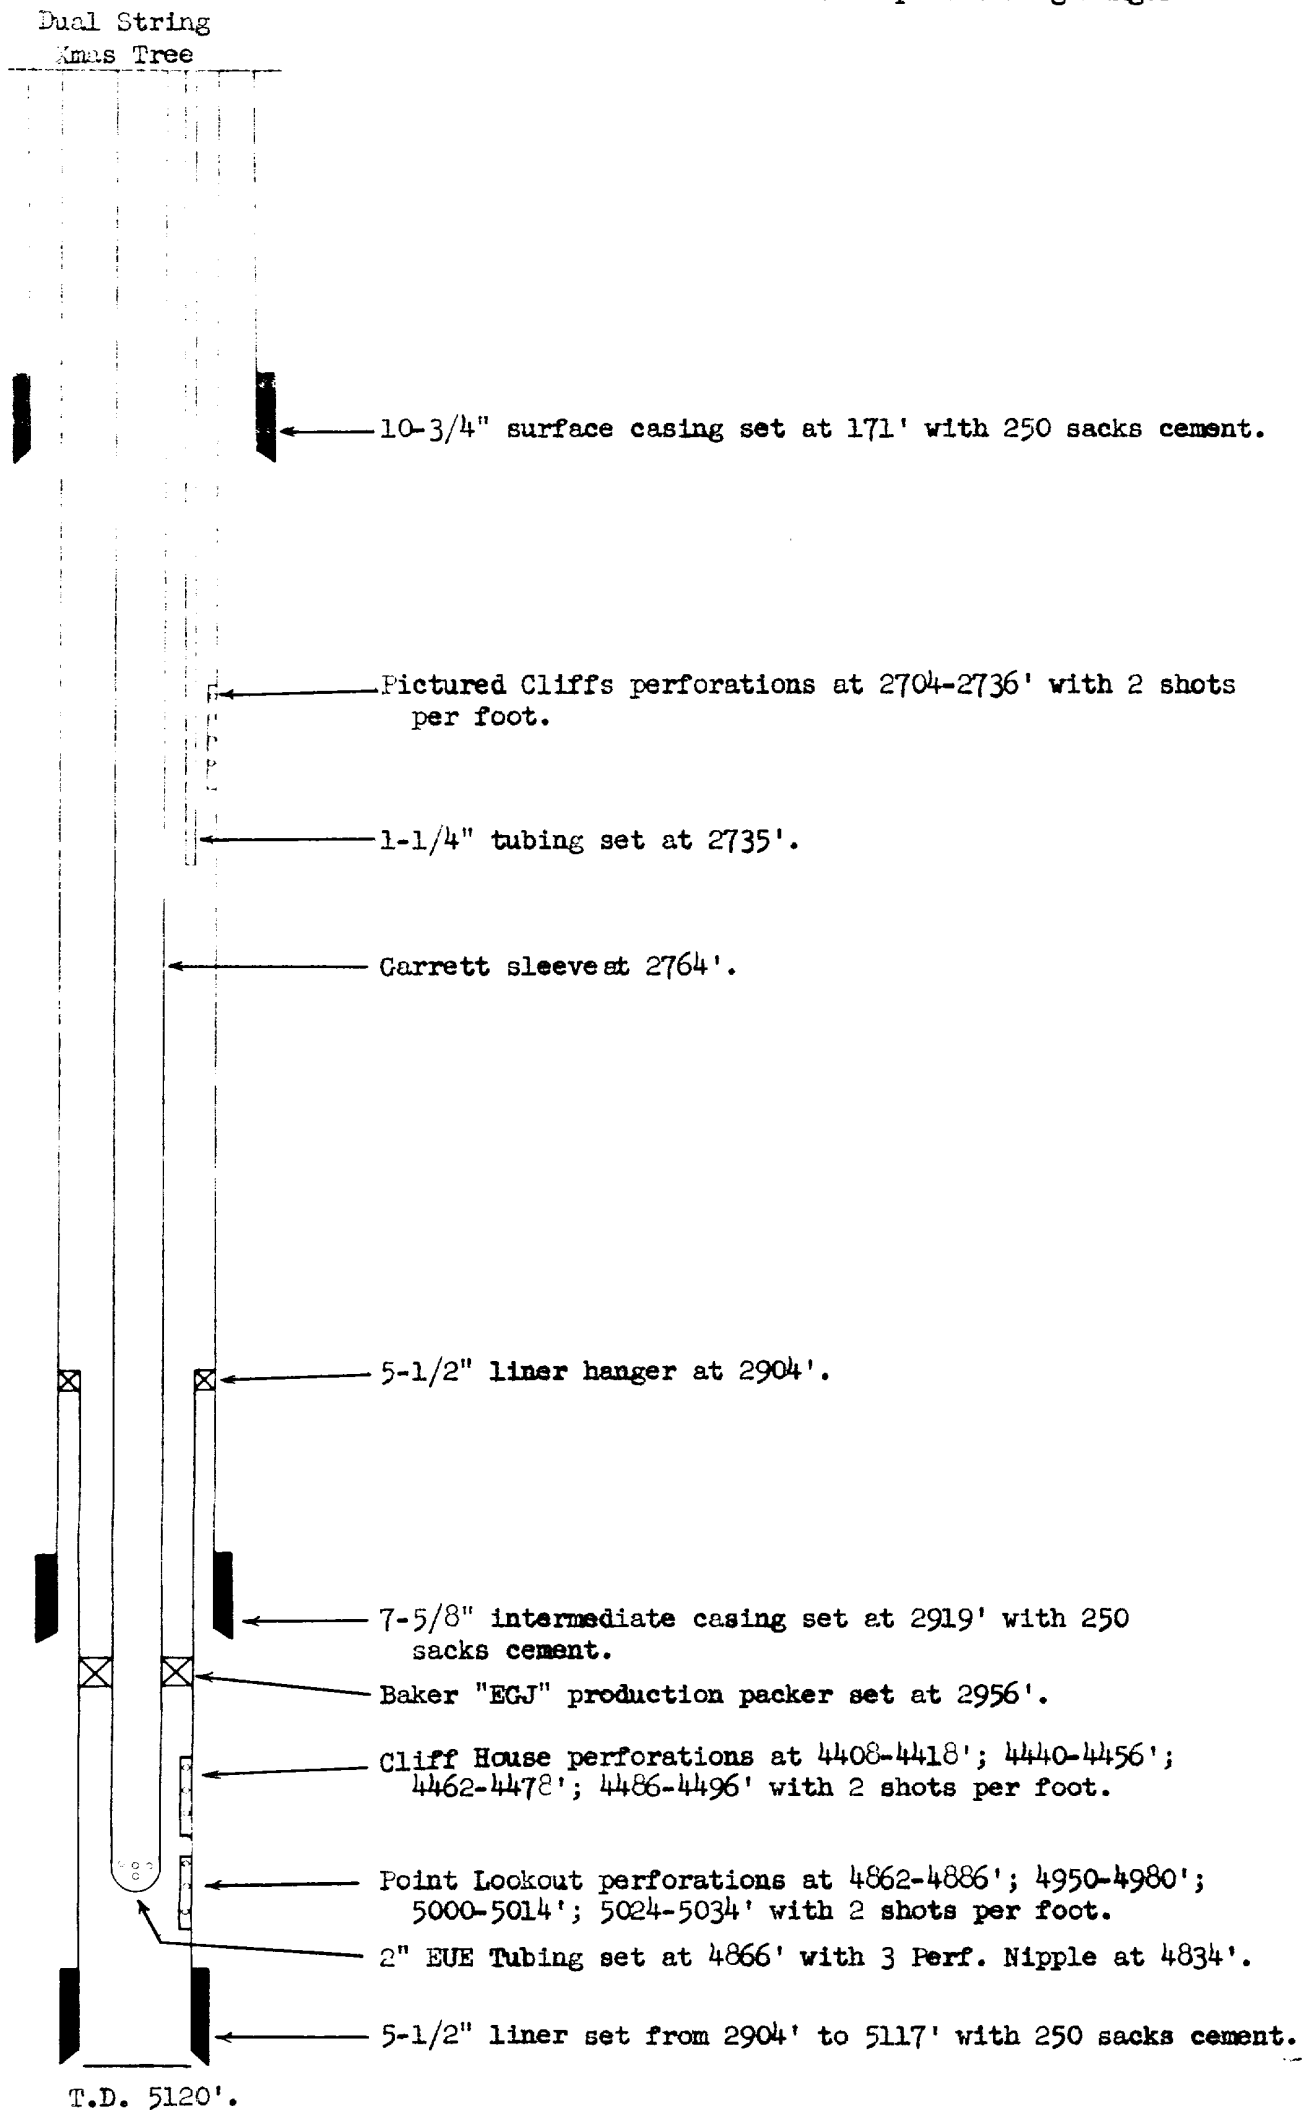 Dual String
Xmas Tree
10-3/4" surface casing set at 171' with 250 sacks cement.
Pictured Cliffs perforations at 2704-2736' with 2 shots
per foot.
1-1/4" tubing set at 2735'.
Garrett sleeve at 2764'.
5-1/2" liner hanger at 2904'.
7-5/8" intermediate casing set at 2919' with 250
sacks cement.
Baker "EGJ" production packer set at 2956'.
Cliff House perforations at 4408-4418'; 4440-4456';
4462-4478'; 4486-4496' with 2 shots per foot.
Point Lookout perforations at 4862-4886'; 4950-4980';
5000-5014'; 5024-5034' with 2 shots per foot.
2" EUE Tubing set at 4866' with 3 Perf. Nipple at 4834'.
5-1/2" liner set from 2904' to 5117' with 250 sacks cement.
T.D. 5120'.